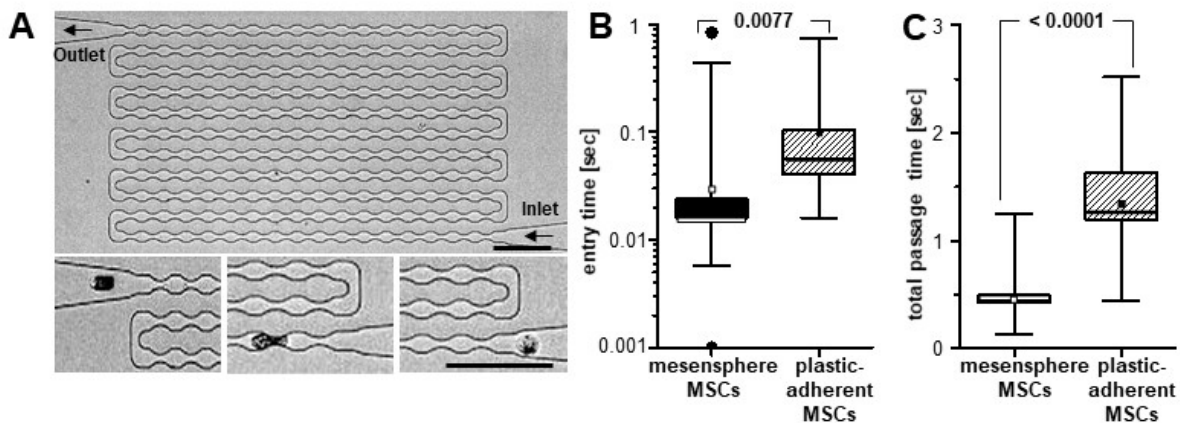 A
Outlet
Inlet
B
0.0077
entry time [sec]
1
0.1
0.01
0.001
mesensphere
MSCs
plastic-
adherent
MSCs
C
< 0.0001
total passage time [sec]
3
2
1
0
mesensphere
MSCs
plastic-
adherent
MSCs